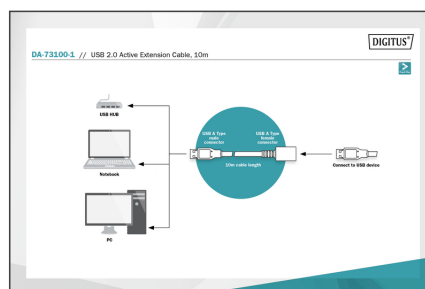 DIGITUS®
DA-73100-1 // USB 2.0 Active Extension Cable, 10m
USB HUB
USB A Type
male
connector
USB A Type
female
connector
10m cable length
Notebook
Connect to USB device
PC